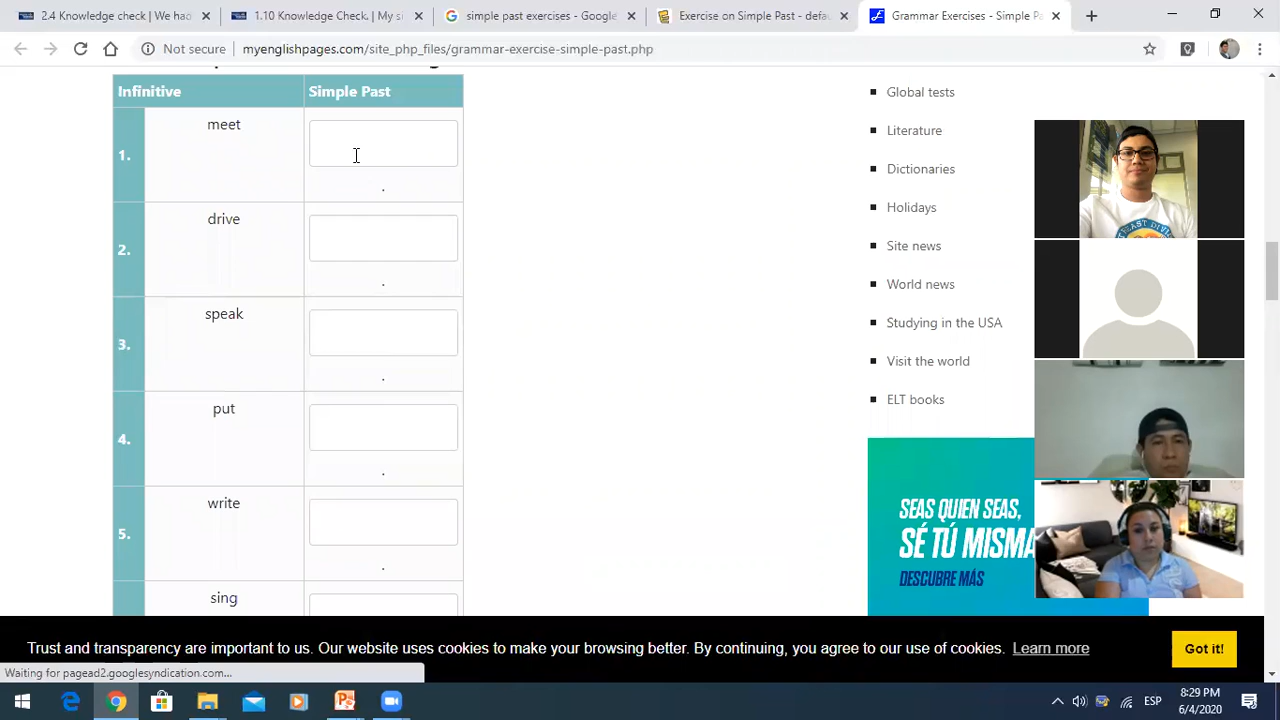 2.4 Knowledge check
1.10 Knowledge Check. | My
simple past exercises - Google
Exercise on Simple Past - defau
Grammar Exercises - Simple Pa
Not secure
myenglishpages.com/site_php_files/grammar-exercise-simple-past.php
Infinitive Simple Past
1. meet
.
2. drive
.
3. speak
.
4. put
.
5. write
.
sing
Global tests
Literature
Dictionaries
Holidays
Site news
World news
Studying in the USA
Visit the world
ELT books
SEAS QUIEN SEAS,
SÉ TÚ MISMA
DESCUBRE MÁS
Trust and transparency are important to us. Our website uses cookies to make your browsing better. By continuing, you agree to our use of cookies. Learn more
Got it!
Waiting for pagead2.googlesyndication.com...
ESP
8:29 PM
6/4/2020